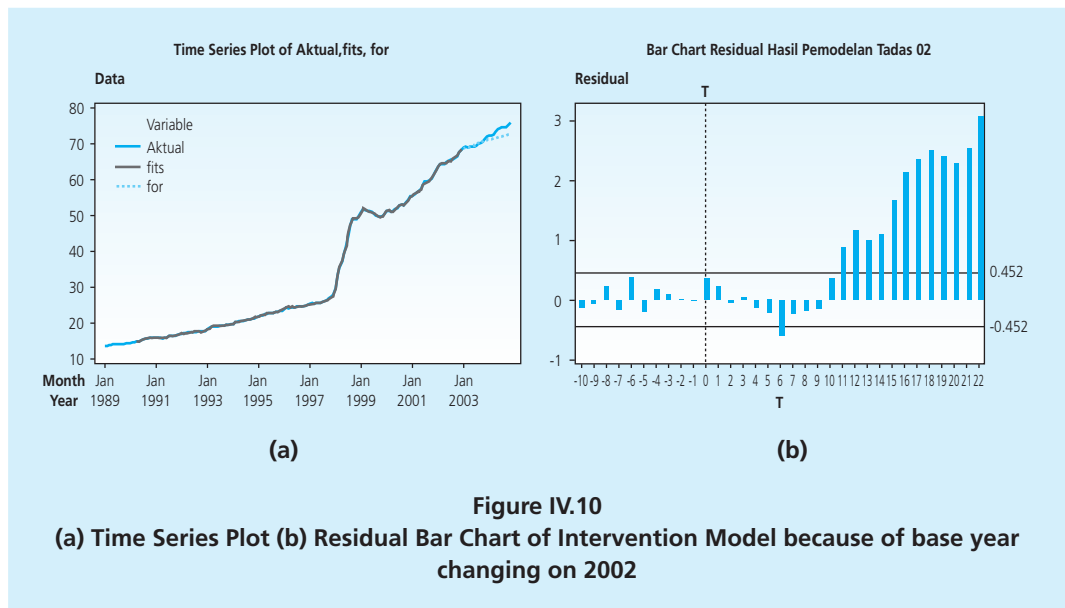 Time Series Plot of Aktual,fits, for
Data
80
70
60
50
40
30
20
10
Variable
Aktual
fits
for
Month Jan Jan Jan Jan Jan Jan Jan Jan
Year 1989 1991 1993 1995 1997 1999 2001 2003
(a)
Bar Chart Residual Hasil Pemodelan Tadas 02
Residual
T
3
2
1
0
-1
0.452
-0.452
-10 -9 -8 -7 -6 -5 -4 -3 -2 -1 0 1 2 3 4 5 6 7 8 9 10 11 12 13 14 15 16 17 18 19 20 21 22
T
(b)
Figure IV.10
(a) Time Series Plot (b) Residual Bar Chart of Intervention Model because of base year
changing on 2002